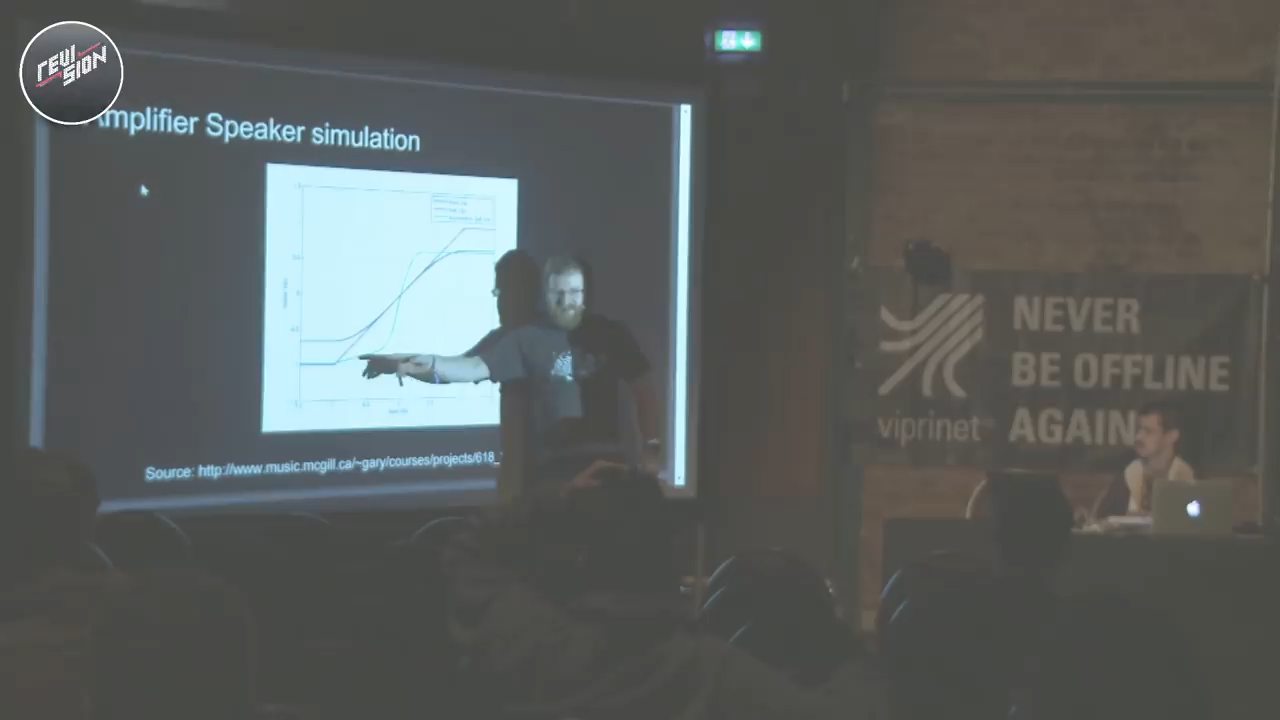 REVISION
Amplifier Speaker simulation
Source: http://www.music.mcgill.ca/~gary/courses/projects/618_
NEVER
BE OFFLINE
AGAIN
viprinet